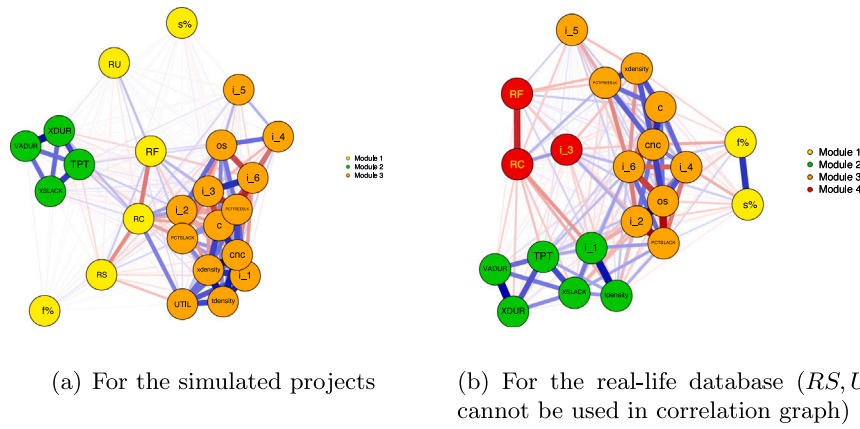 s%
RU
i_5
XDUR
VADUR
TPT
XSLACK
RF
os
i_4
i_6
i_3
i_2
PCTFREESLK
RC
c
PCTSLACK
cnc
xdensity
i_1
RS
UTIL
tdensity
f%
Module 1
Module 2
Module 3
i_5
xdensity
PCTFREESLK
RF
c
f%
cnc
i_3
RC
i_6
i_4
os
s%
i_2
PCTSLACK
i_1
TPT
VADUR
XSLACK
tdensity
XDUR
Module 1
Module 2
Module 3
Module 4
(a) For the simulated projects
(b) For the real-life database (RS, U
cannot be used in correlation graph)